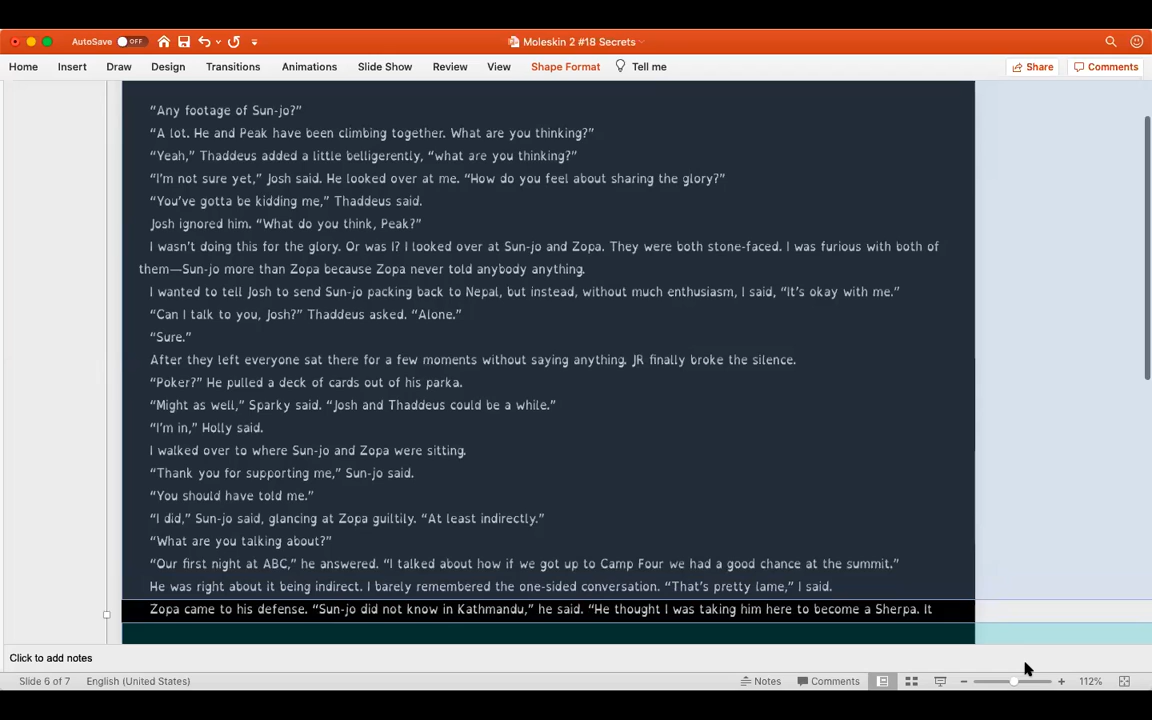 AutoSave OFF
Moleskin 2 #18 Secrets
Home Insert Draw Design Transitions Animations Slide Show Review View Shape Format Tell me Share Comments
“Any footage of Sun-jo?”
“A lot. He and Peak have been climbing together. What are you thinking?”
“Yeah,” Thaddeus added a little belligerently, “what are you thinking?”
“I’m not sure yet,” Josh said. He looked over at me. “How do you feel about sharing the glory?”
“You’ve gotta be kidding me,” Thaddeus said.
Josh ignored him. “What do you think, Peak?”
I wasn’t doing this for the glory. Or was I? I looked over at Sun-jo and Zopa. They were both stone-faced. I was furious with both of
them—Sun-jo more than Zopa because Zopa never told anybody anything.
I wanted to tell Josh to send Sun-jo packing back to Nepal, but instead, without much enthusiasm, I said, “It’s okay with me.”
“Can I talk to you, Josh?” Thaddeus asked. “Alone.”
“Sure.”
After they left everyone sat there for a few moments without saying anything. JR finally broke the silence.
“Poker?” He pulled a deck of cards out of his parka.
“Might as well,” Sparky said. “Josh and Thaddeus could be a while.”
“I’m in,” Holly said.
I walked over to where Sun-jo and Zopa were sitting.
“Thank you for supporting me,” Sun-jo said.
“You should have told me.”
“I did,” Sun-jo said, glancing at Zopa guiltily. “At least indirectly.”
“What are you talking about?”
“Our first night at ABC,” he answered. “I talked about how if we got up to Camp Four we had a good chance at the summit.”
He was right about it being indirect. I barely remembered the one-sided conversation. “That’s pretty lame,” I said.
Zopa came to his defense. “Sun-jo did not know in Kathmandu,” he said. “He thought I was taking him here to become a Sherpa. It
Click to add notes
Slide 6 of 7 English (United States) Notes Comments 112%